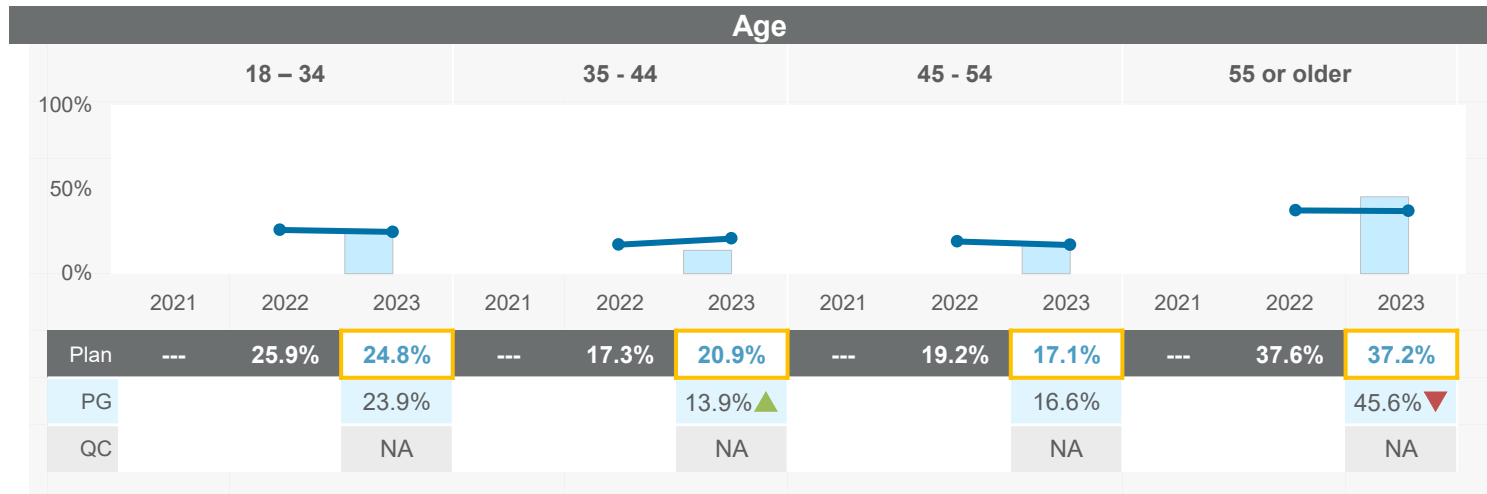 Age
18 – 34 35 - 44 45 - 54 55 or older
100%
50%
0%
2021 2022 2023 2021 2022 2023 2021 2022 2023 2021 2022 2023
Plan --- 25.9% 24.8% --- 17.3% 20.9% --- 19.2% 17.1% --- 37.6% 37.2%
PG 23.9% 13.9% 16.6% 45.6%
QC NA NA NA NA